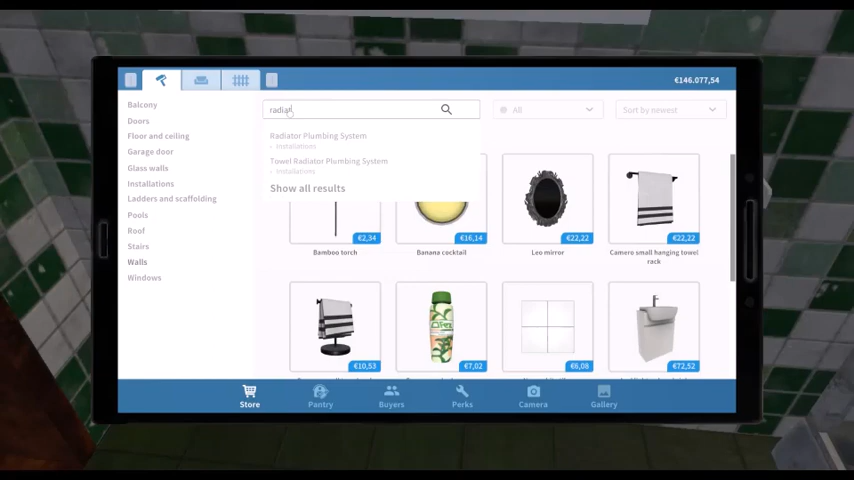 €146.077,54
Balcony
Doors
Floor and ceiling
Garage door
Glass walls
Installations
Ladders and scaffolding
Pools
Roof
Stairs
Walls
Windows
radiat
All
Sort by newest
Radiator Plumbing System
- Installations
Towel Radiator Plumbing System
- Installations
Show all results
€2,34
€16,14
€22,22
€22,22
Bamboo torch
Banana cocktail
Leo mirror
Camero small hanging towel
rack
€10,53
€7,02
€6,08
€72,52
Store
Pantry
Buyers
Perks
Camera
Gallery